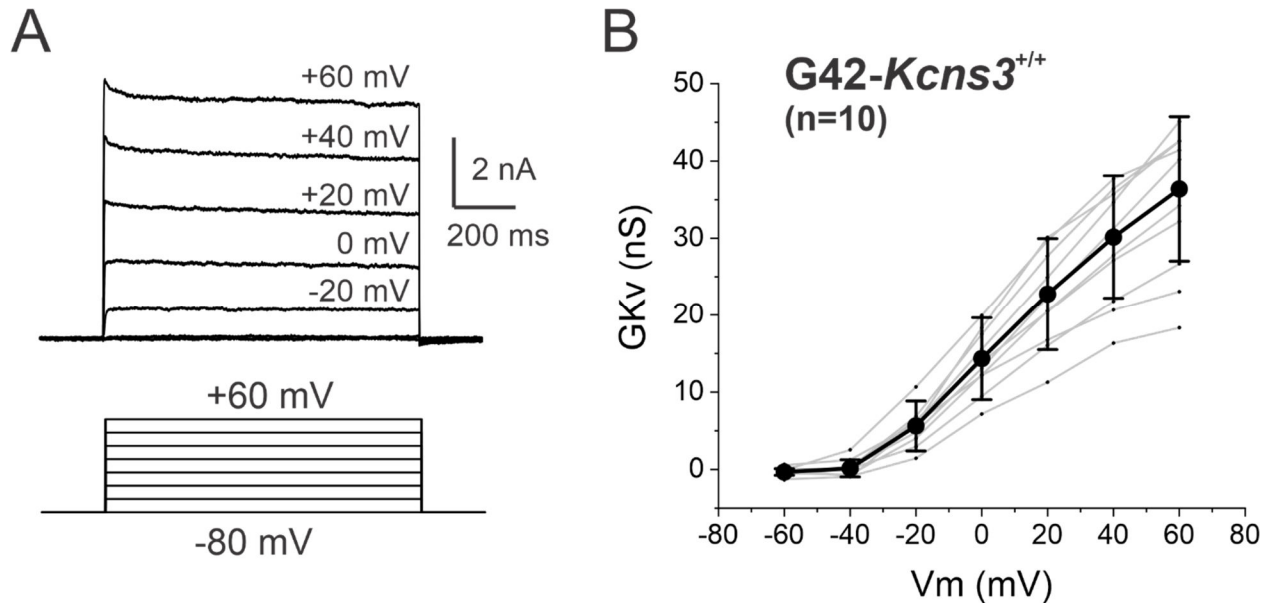 A
+60 mV
+40 mV
+20 mV
0 mV
-20 mV
2 nA
200 ms
+60 mV
-80 mV
B
G42-Kcns3+/+
(n=10)
GKv (nS)
50
40
30
20
10
0
-80 -60 -40 -20 0 20 40 60 80
Vm (mV)